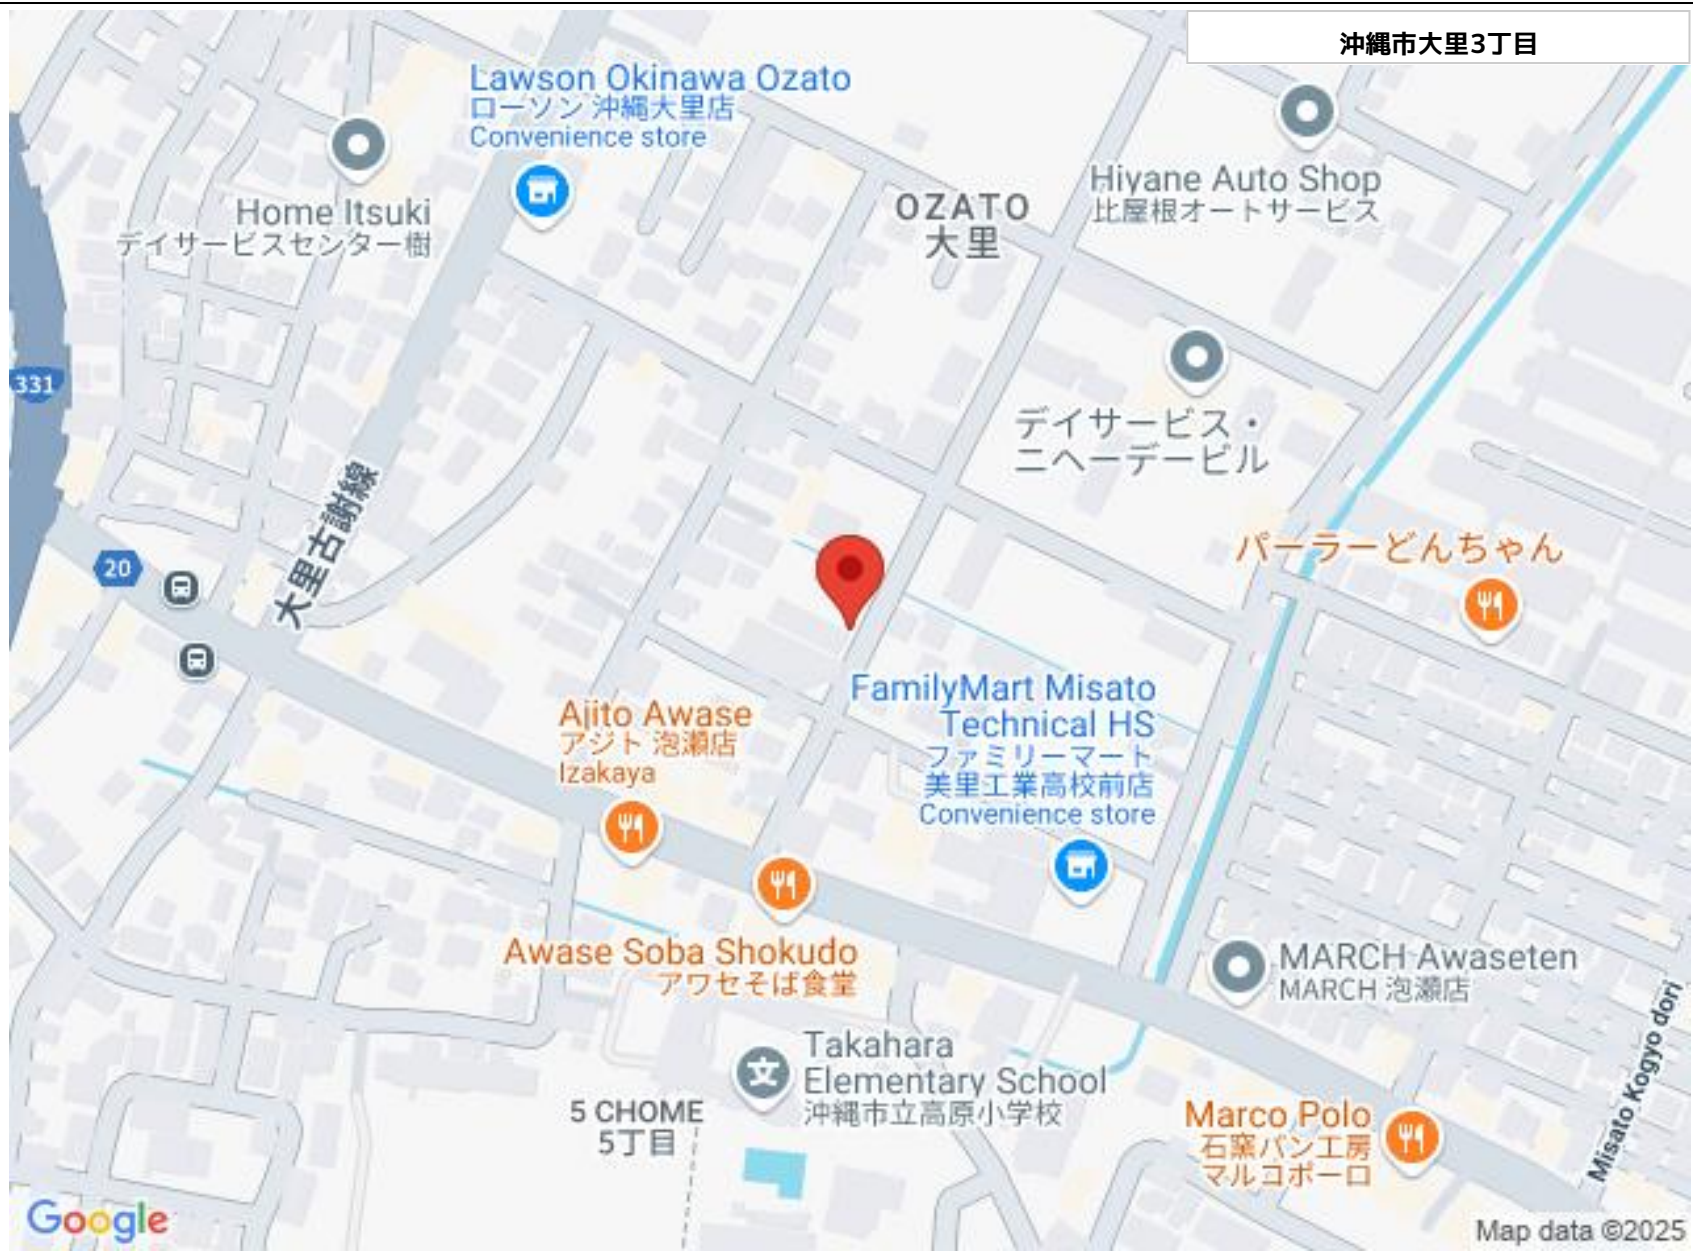 沖縄市大里3丁目
Lawson Okinawa Ozato
ローソン 沖縄大里店
Convenience store
Home Itsuki
デイサービスセンター樹
OZATO
大里
Hiyane Auto Shop
比屋根オートサービス
331
デイサービス・
ニヘーデービル
大里古謝線
20
パーラーどんちゃん
FamilyMart Misato
Technical HS
ファミリーマート
美里工業高校前店
Convenience store
Ajito Awase
アジト 泡瀬店
Izakaya
Awase Soba Shokudo
アワセそば食堂
MARCH Awaseten
MARCH 泡瀬店
文
Takahara
Elementary School
沖縄市立高原小学校
5 CHOME
5丁目
Marco Polo
石窯パン工房
マルコポーロ
Misato Kogyo dori
Google
Map data ©2025